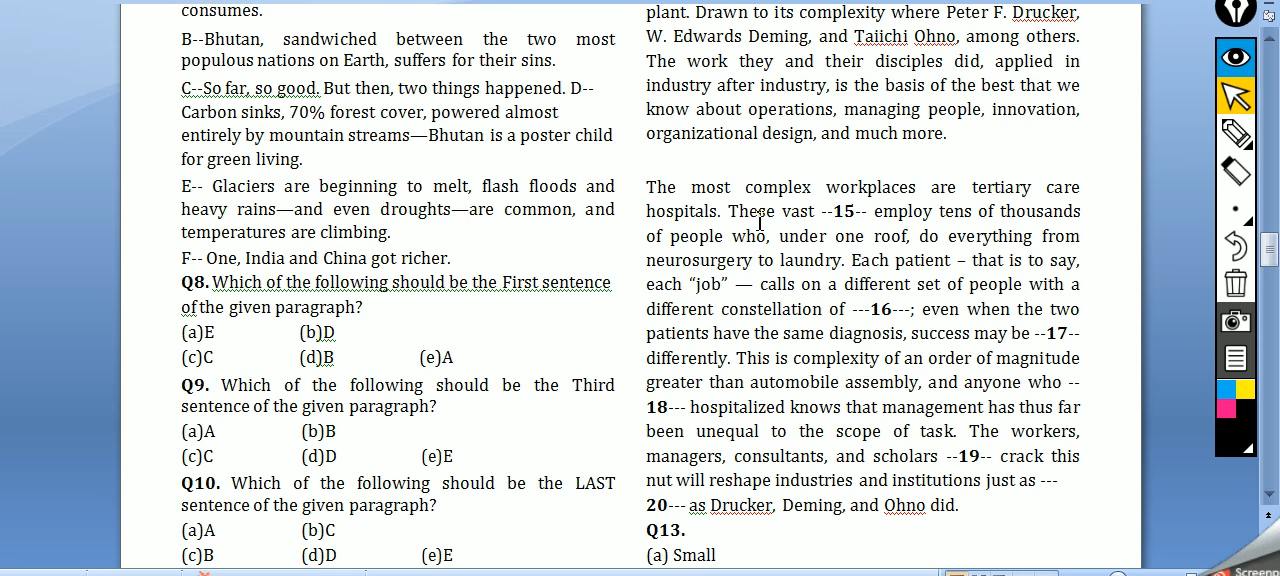 consumes.
B--Bhutan, sandwiched between the two most
populous nations on Earth, suffers for their sins.
C--So far, so good. But then, two things happened. D--
Carbon sinks, 70% forest cover, powered almost
entirely by mountain streams—Bhutan is a poster child
for green living.
E-- Glaciers are beginning to melt, flash floods and
heavy rains—and even droughts—are common, and
temperatures are climbing.
F-- One, India and China got richer.
Q8. Which of the following should be the First sentence
of the given paragraph?
(a)E (b)D
(c)C (d)B (e)A
Q9. Which of the following should be the Third
sentence of the given paragraph?
(a)A (b)B
(c)C (d)D (e)E
Q10. Which of the following should be the LAST
sentence of the given paragraph?
(a)A (b)C
(c)B (d)D (e)E
plant. Drawn to its complexity where Peter F. Drucker,
W. Edwards Deming, and Taiichi Ohno, among others.
The work they and their disciples did, applied in
industry after industry, is the basis of the best that we
know about operations, managing people, innovation,
organizational design, and much more.
The most complex workplaces are tertiary care
hospitals. These vast --15-- employ tens of thousands
of people who, under one roof, do everything from
neurosurgery to laundry. Each patient – that is to say,
each “job” — calls on a different set of people with a
different constellation of ---16---; even when the two
patients have the same diagnosis, success may be --17--
differently. This is complexity of an order of magnitude
greater than automobile assembly, and anyone who --
18--- hospitalized knows that management has thus far
been unequal to the scope of task. The workers,
managers, consultants, and scholars --19-- crack this
nut will reshape industries and institutions just as ---
20--- as Drucker, Deming, and Ohno did.
Q13.
(a) Small